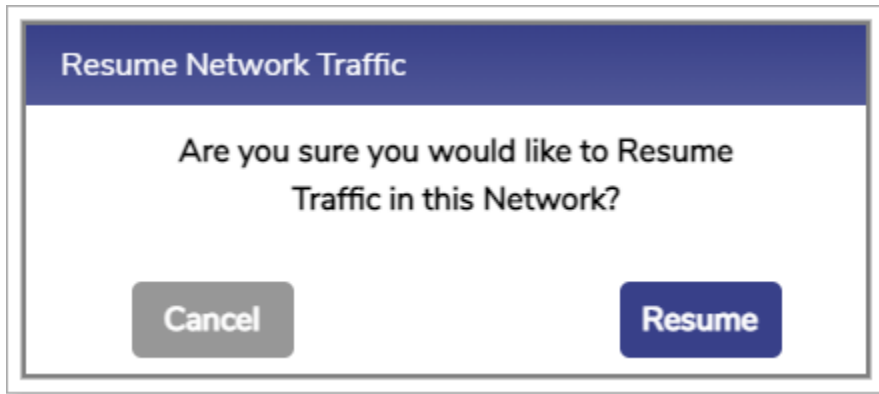 Resume Network Traffic
Are you sure you would like to Resume
Traffic in this Network?
Cancel
Resume